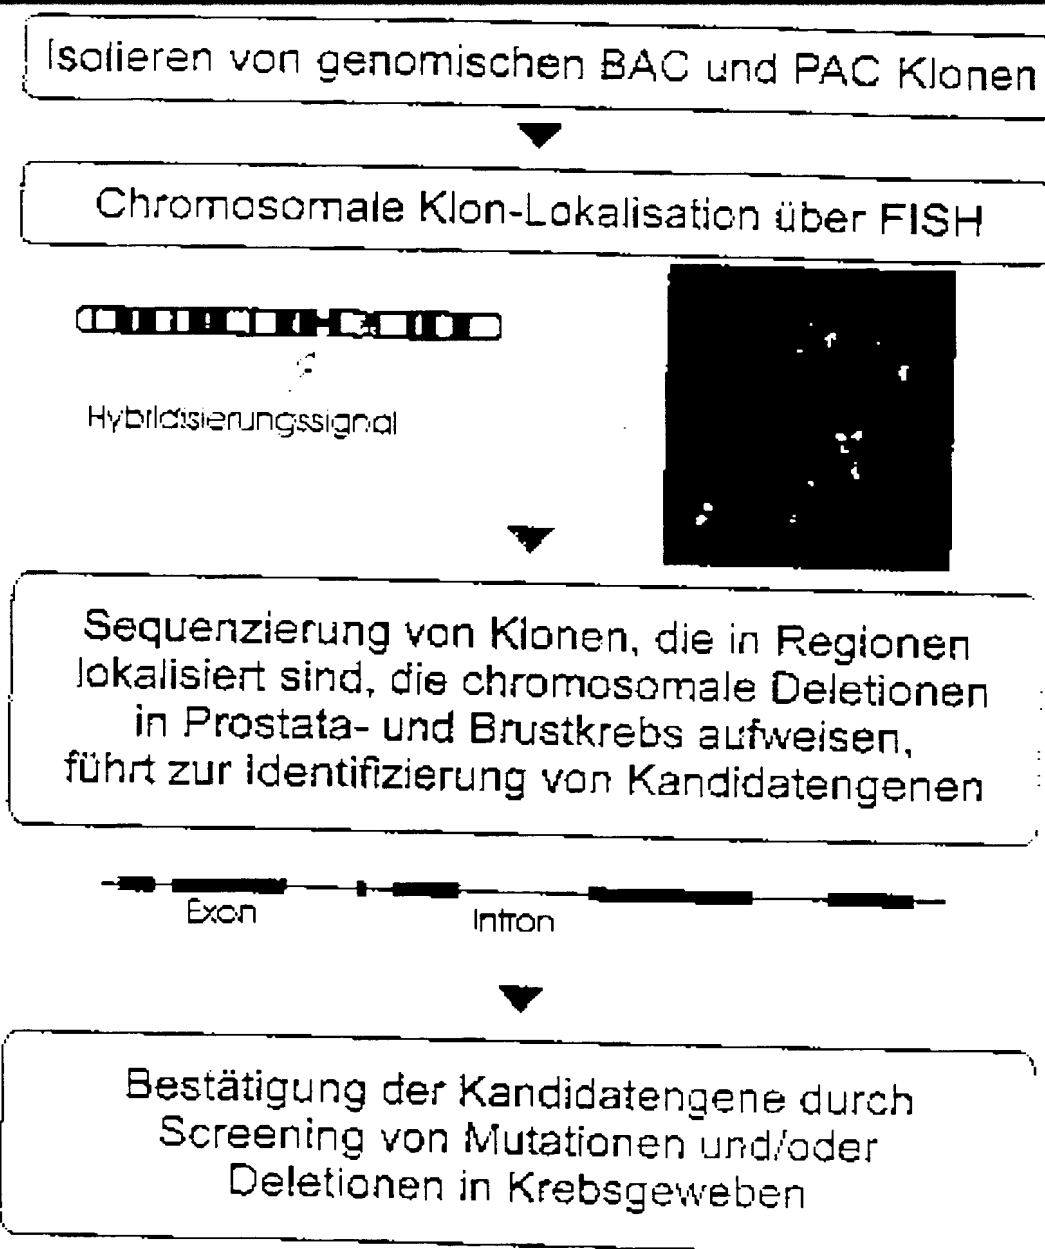 Isolieren von genomischen BAC und PAC Klonen
Chromosomale Klon-Lokalisation über FISH
Hybridisierungssignal
Sequenzierung von Klonen, die in Regionen
lokalisiert sind, die chromosomale Deletionen
in Prostata- und Brustkrebs aufweisen,
führt zur Identifizierung von Kandidatengenen
Exon
Intron
Bestätigung der Kandidatengene durch
Screening von Mutationen und/oder
Deletionen in Krebsgeweben